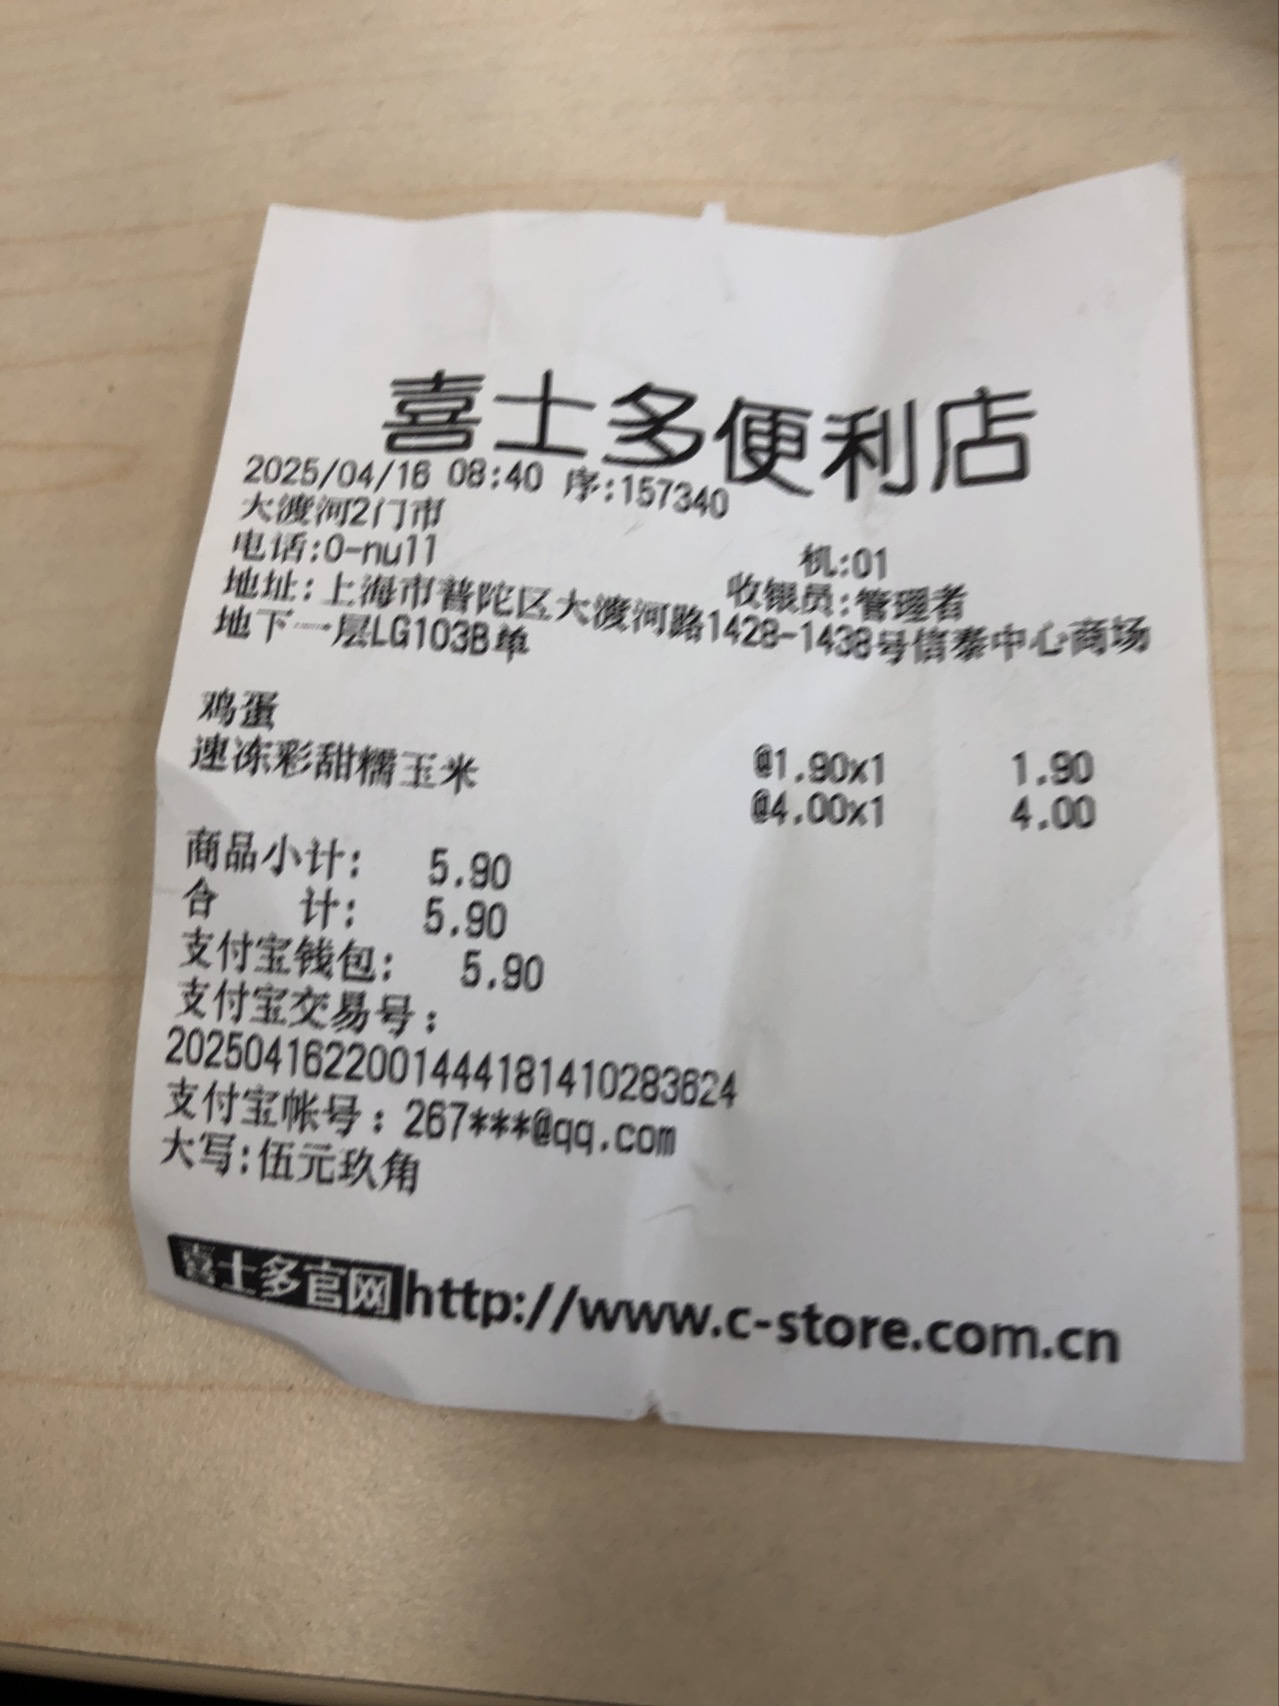 喜士多便利店
2025/04/16 08:40 序:157340
大渡河2门市 机:01
电话:0-null 收银员:管理者
地址:上海市普陀区大渡河路1428-1438号信泰中心商场
地下一层LG103B单
鸡蛋 @1.90x1 1.90
速冻彩甜糯玉米 @4.00x1 4.00
商品小计: 5.90
合 计: 5.90
支付宝钱包: 5.90
支付宝交易号:
2025041622001444181410283624
支付宝帐号:267***@qq.com
大写:伍元玖角
喜士多官网http://www.c-store.com.cn